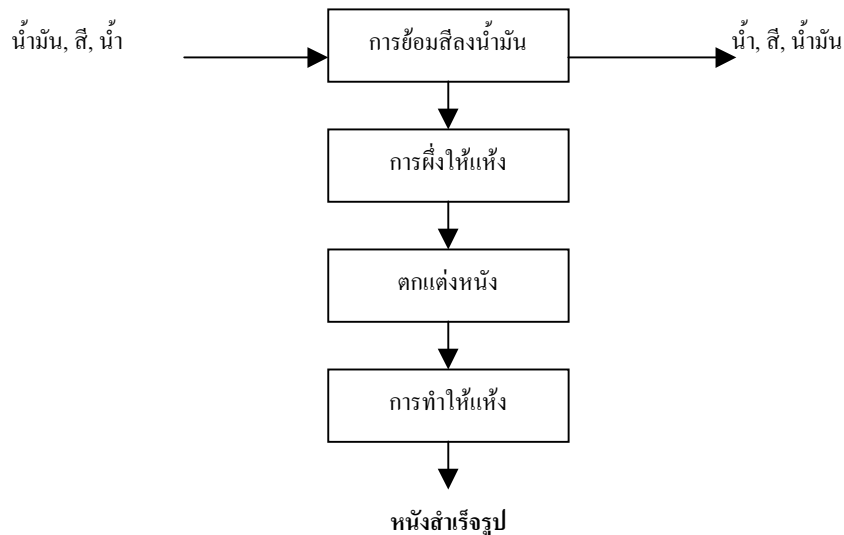 น้ำมัน, สี, น้ำ
การย้อมสีลงน้ำมัน
น้ำ, สี, น้ำมัน
การผึ่งให้แห้ง
ตกแต่งหนัง
การทำให้แห้ง
หนังสำเร็จรูป